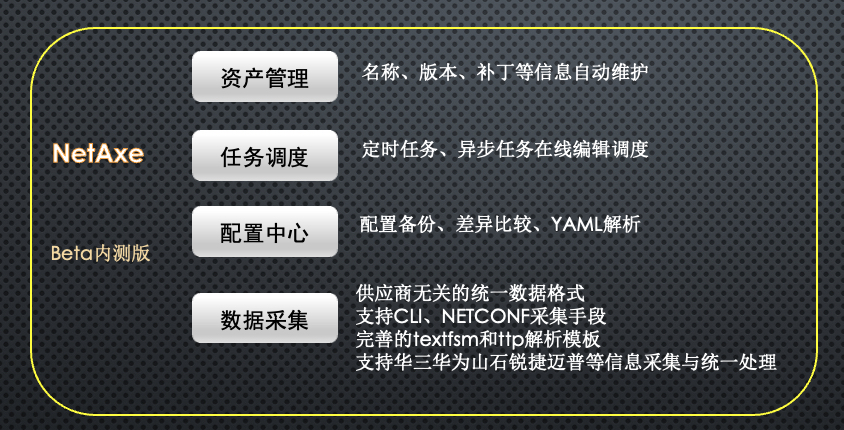 资产管理 名称、版本、补丁等信息自动维护
NetAxe
任务调度 定时任务、异步任务在线编辑调度
配置中心 配置备份、差异比较、YAML解析
Beta内测版
数据采集
供应商无关的统一数据格式
支持CLI、NETCONF采集手段
完善的textfsm和ttp解析模板
支持华三华为山石锐捷迈普等信息采集与统一处理